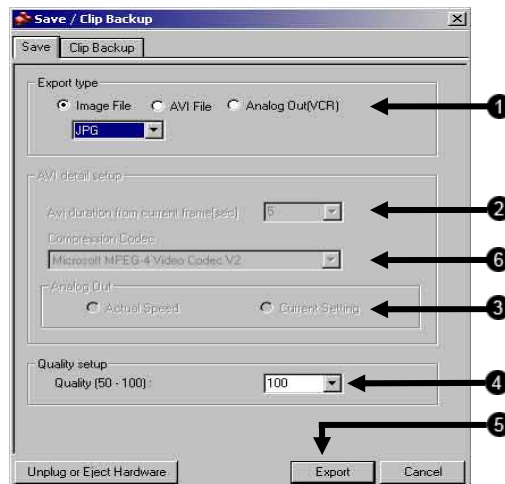 Save / Clip Backup
Save Clip Backup
Export type
Image File AVI File Analog Out(VCR)
1
JPG
AVI detail setup
Avi duration from current frame[sec] 5
2
Compression Codec
Microsoft MPEG-4 Video Codec V2
6
Analog Out
Actual Speed Current Setting
3
Quality setup
Quality (50 - 100) : 100
4
5
Unplug or Eject Hardware Export Cancel